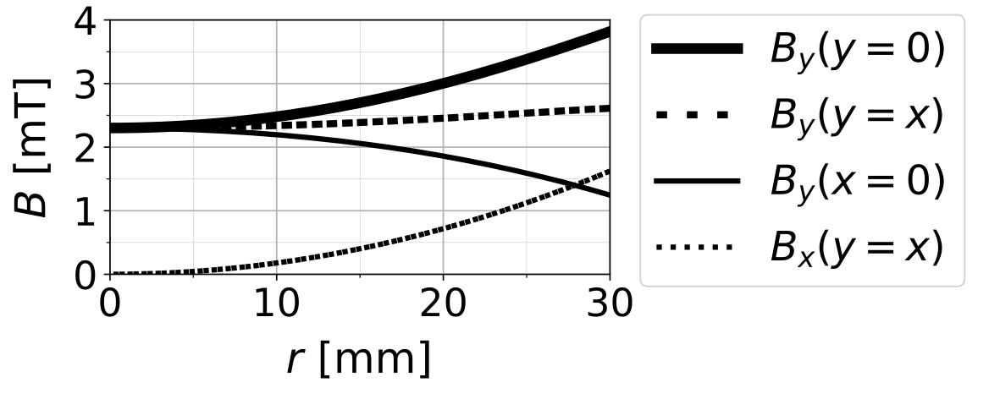 B [mT]
4
3
2
1
0
0 10 20 30
r [mm]
B_y(y = 0)
B_y(y = x)
B_y(x = 0)
B_x(y = x)